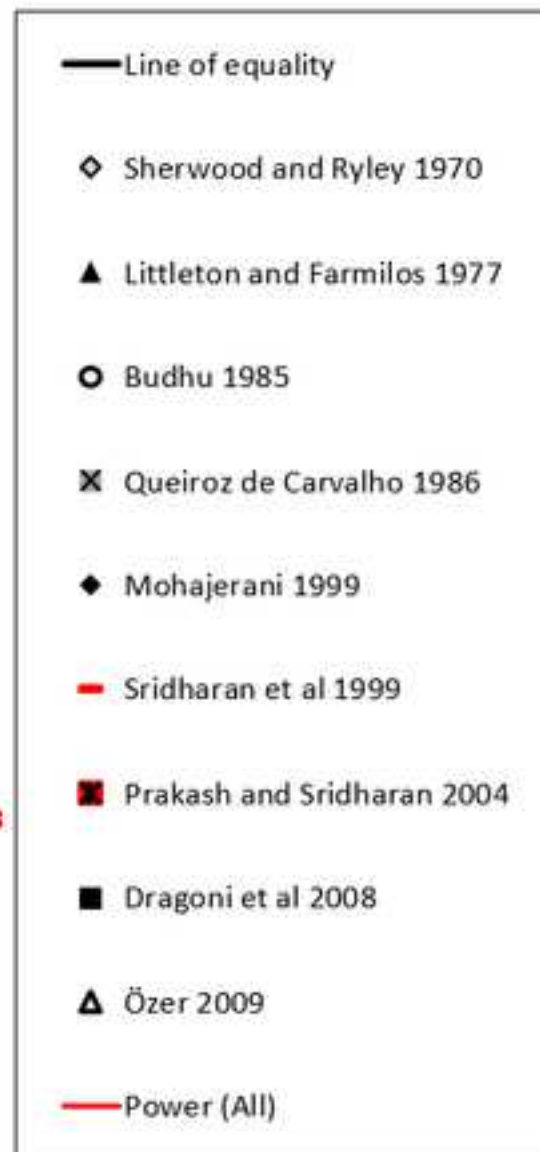 Line of equality
Sherwood and Ryley 1970
Littleton and Farmilos 1977
Budhu 1985
Queiroz de Carvalho 1986
Mohajerani 1999
Sridharan et al 1999
Prakash and Sridharan 2004
Dragoni et al 2008
Özer 2009
Power (All)